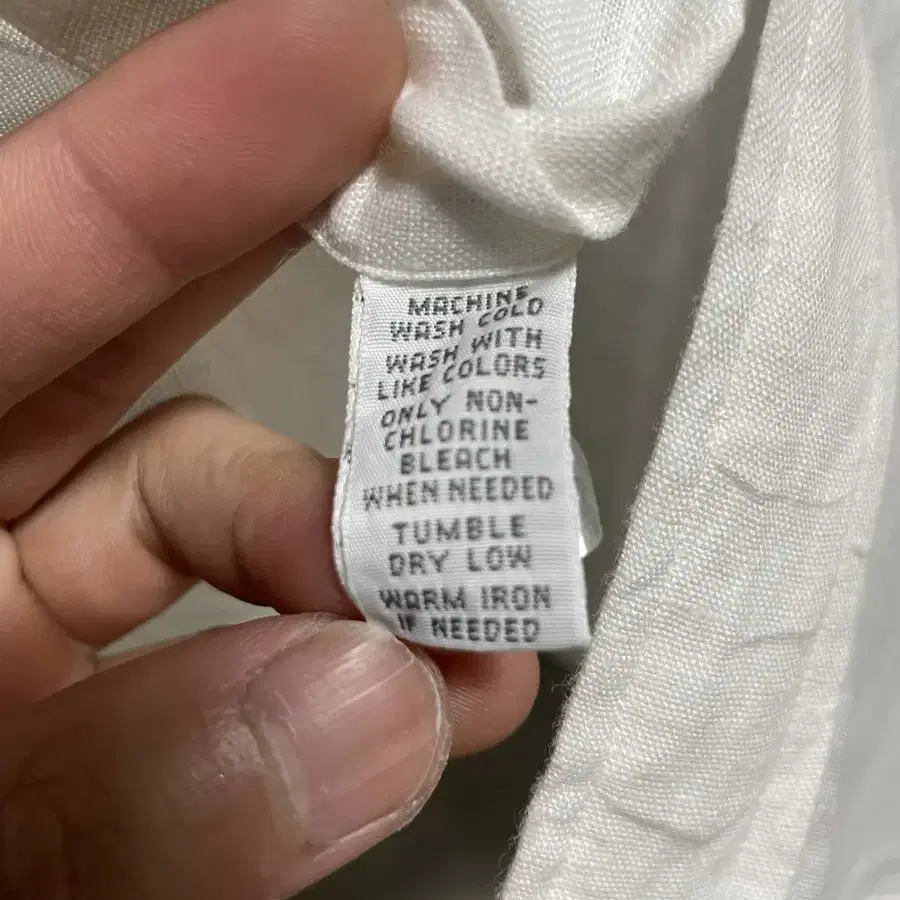 MACHINE
WASH COLD
WASH WITH
LIKE COLORS
ONLY NON-
CHLORINE
BLEACH
WHEN NEEDED
TUMBLE
DRY LOW
WARM IRON
IF NEEDED